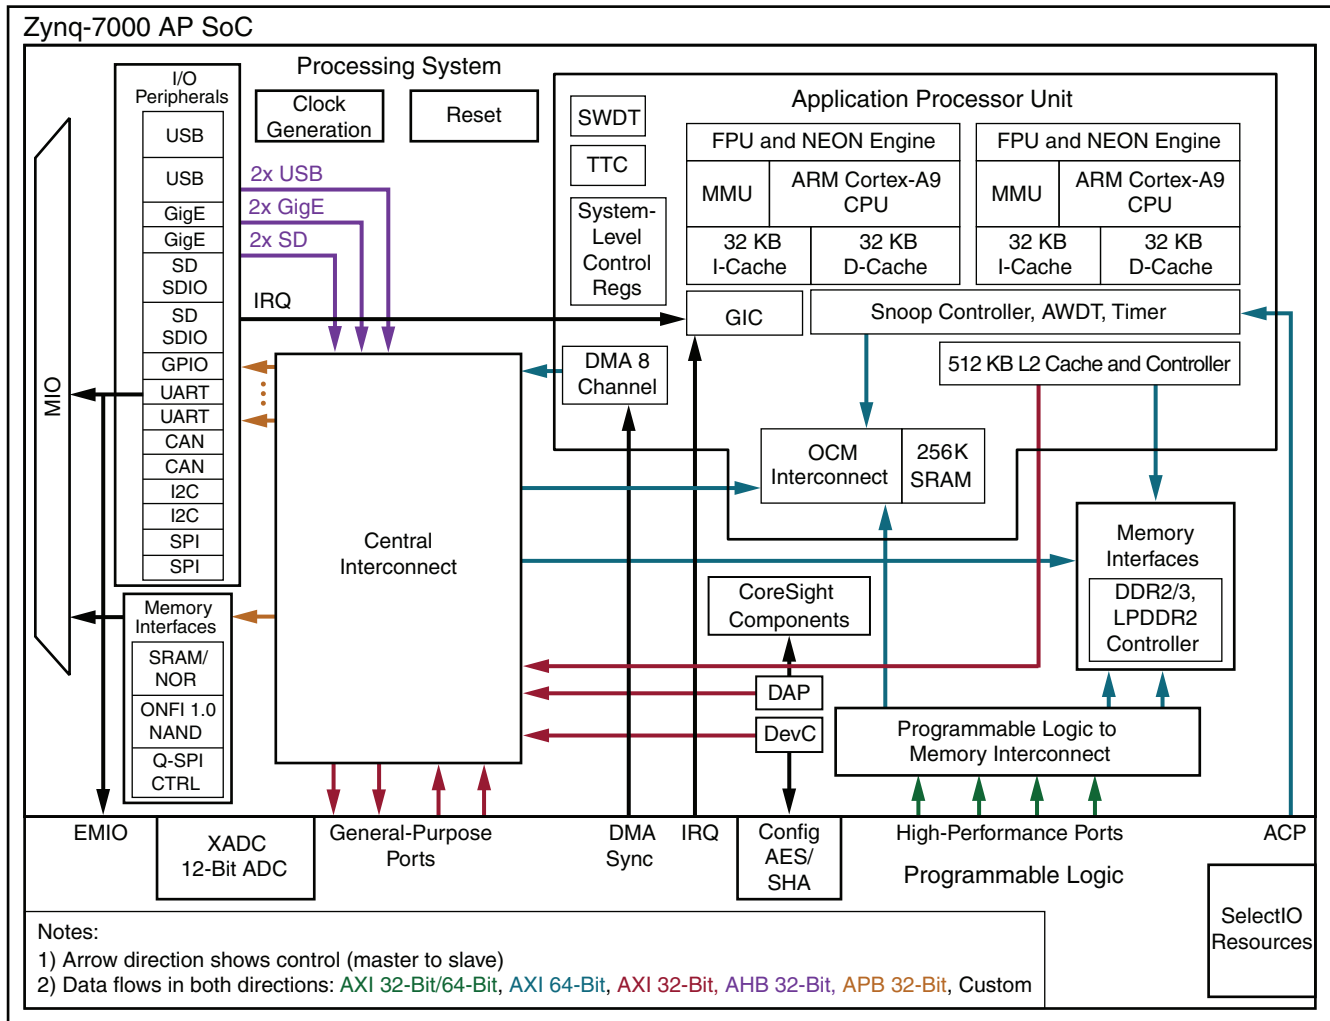 Zynq-7000 AP SoC
Processing System
I/O
Peripherals
USB
USB
GigE
GigE
SD
SDIO
SD
SDIO
GPIO
UART
UART
CAN
CAN
I2C
I2C
SPI
SPI
MIO
Clock
Generation
Reset
2x USB
2x GigE
2x SD
IRQ
Application Processor Unit
SWDT
TTC
System-
Level
Control
Regs
FPU and NEON Engine
MMU
ARM Cortex-A9
CPU
32 KB
I-Cache
32 KB
D-Cache
FPU and NEON Engine
MMU
ARM Cortex-A9
CPU
32 KB
I-Cache
32 KB
D-Cache
GIC
Snoop Controller, AWDT, Timer
DMA 8
Channel
512 KB L2 Cache and Controller
OCM
Interconnect
256K
SRAM
Central
Interconnect
Memory
Interfaces
DDR2/3,
LPDDR2
Controller
CoreSight
Components
DAP
DevC
Programmable Logic to
Memory Interconnect
Memory
Interfaces
SRAM/
NOR
ONFI 1.0
NAND
Q-SPI
CTRL
EMIO
XADC
12-Bit ADC
General-Purpose
Ports
DMA
Sync
IRQ
Config
AES/
SHA
High-Performance Ports
ACP
Programmable Logic
SelectIO
Resources
Notes:
1) Arrow direction shows control (master to slave)
2) Data flows in both directions: AXI 32-Bit/64-Bit, AXI 64-Bit, AXI 32-Bit, AHB 32-Bit, APB 32-Bit, Custom